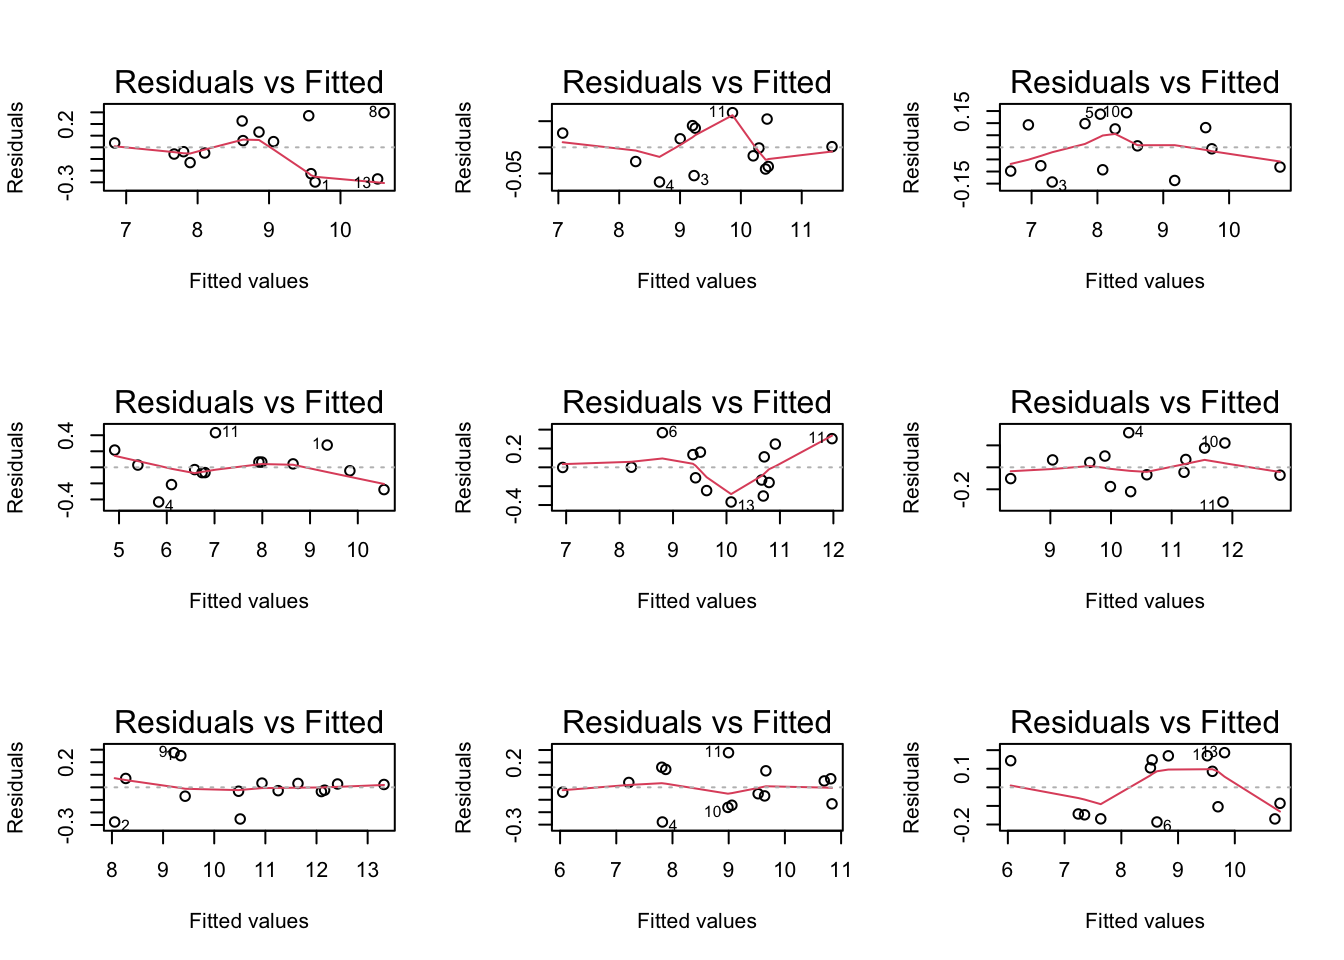 Residuals vs Fitted
Residuals
0.2
-0.3
8
1
13
7 8 9 10
Fitted values
Residuals vs Fitted
Residuals
-0.05
11
4
3
7 8 9 10 11
Fitted values
Residuals vs Fitted
Residuals
0.15
-0.15
5
10
3
7 8 9 10
Fitted values
Residuals vs Fitted
Residuals
0.4
-0.4
11
1
4
5 6 7 8 9 10
Fitted values
Residuals vs Fitted
Residuals
0.2
-0.4
6
11
13
7 8 9 10 11 12
Fitted values
Residuals vs Fitted
Residuals
-0.2
4
10
11
9 10 11 12
Fitted values
Residuals vs Fitted
Residuals
0.2
-0.3
9
2
8 9 10 11 12 13
Fitted values
Residuals vs Fitted
Residuals
0.2
-0.3
11
10
4
6 7 8 9 10 11
Fitted values
Residuals vs Fitted
Residuals
0.1
-0.2
13
6
6 7 8 9 10
Fitted values